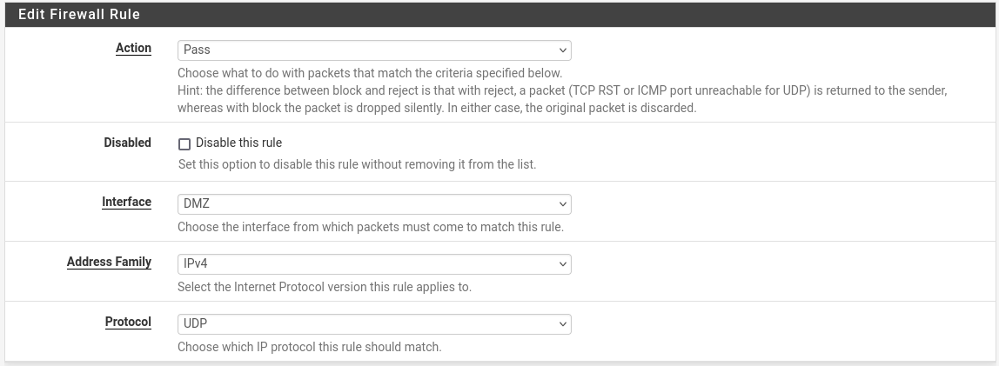 Edit Firewall Rule
Action
Pass
Choose what to do with packets that match the criteria specified below.
Hint: the difference between block and reject is that with reject, a packet (TCP RST or ICMP port unreachable for UDP) is returned to the sender,
whereas with block the packet is dropped silently. In either case, the original packet is discarded.
Disabled
Disable this rule
Set this option to disable this rule without removing it from the list.
Interface
DMZ
Choose the interface from which packets must come to match this rule.
Address Family
IPv4
Select the Internet Protocol version this rule applies to.
Protocol
UDP
Choose which IP protocol this rule should match.